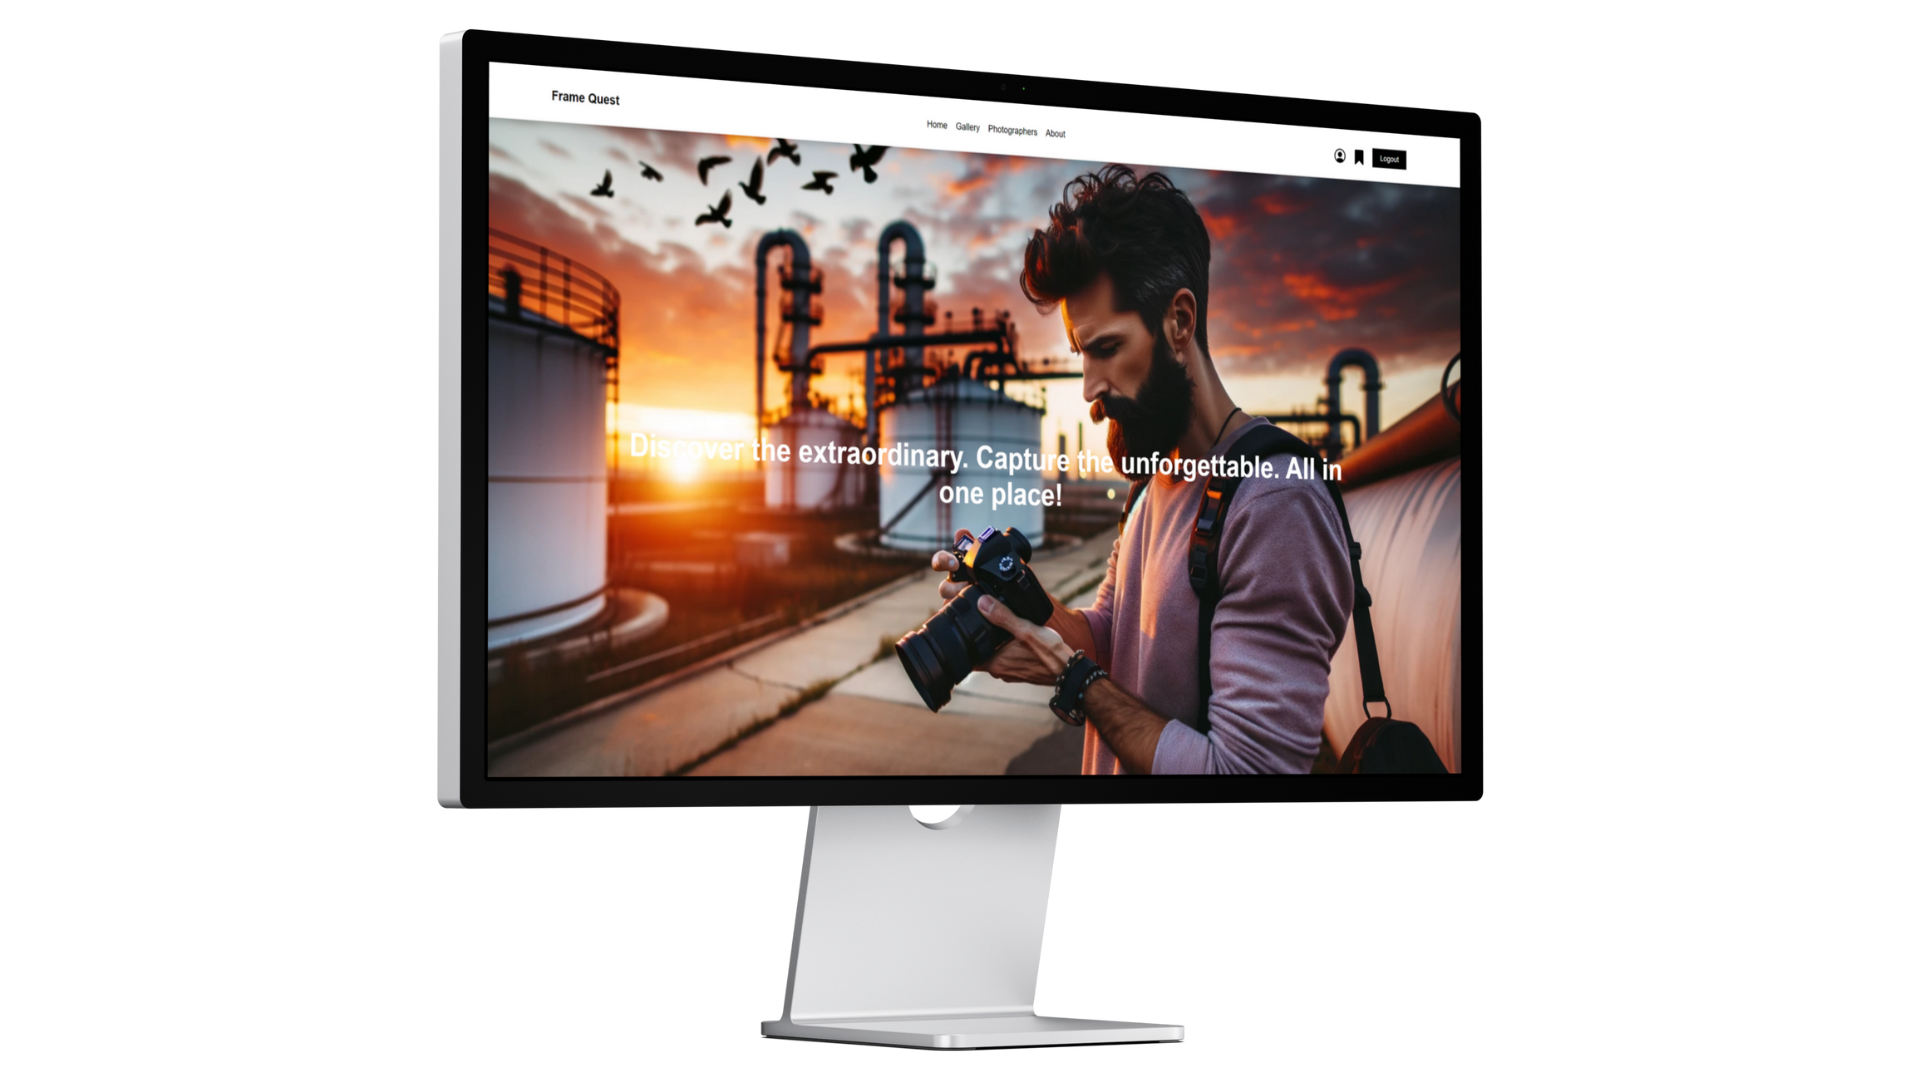 Frame Quest
Home Gallery Photographers About
Logout
Discover the extraordinary. Capture the unforgettable. All in
one place!